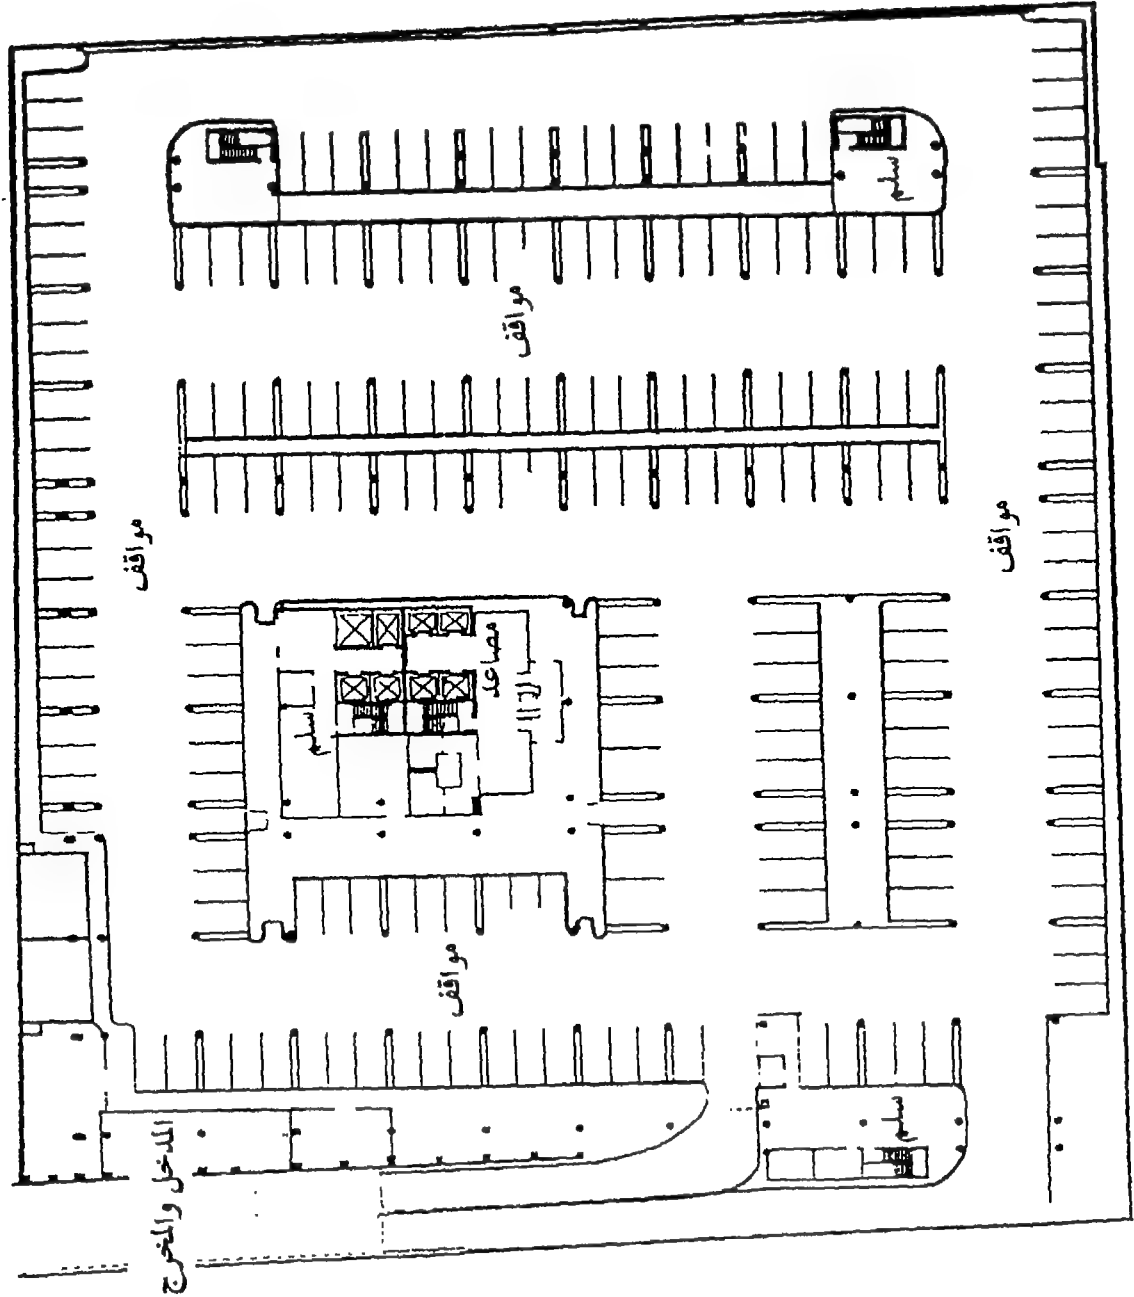 سلم
مواقف
مواقف
مواقف
مصاعد
سلم
مواقف
سلم
المدخل والمخرج